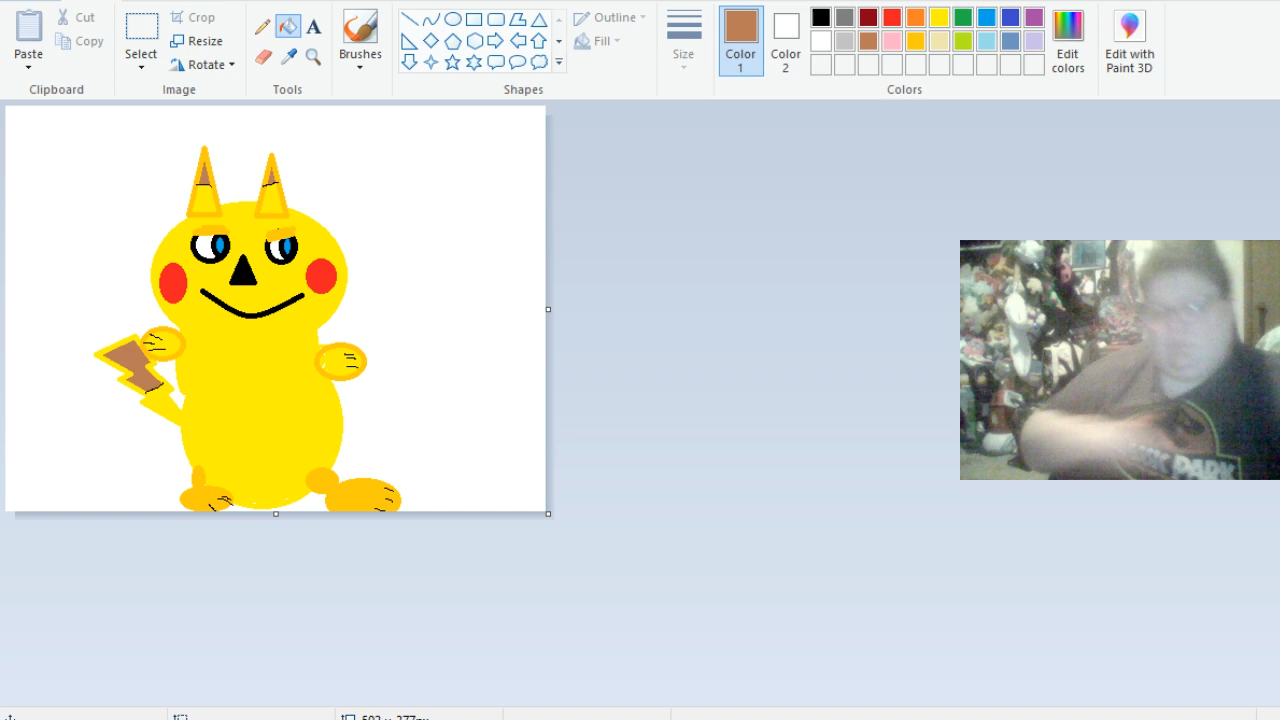 Paste
Cut
Copy
Clipboard
Select
Crop
Resize
Rotate
Image
A
Tools
Brushes
Outline
Fill
Shapes
Size
Color
1
Color
2
Edit
colors
Colors
Edit with
Paint 3D
PARK